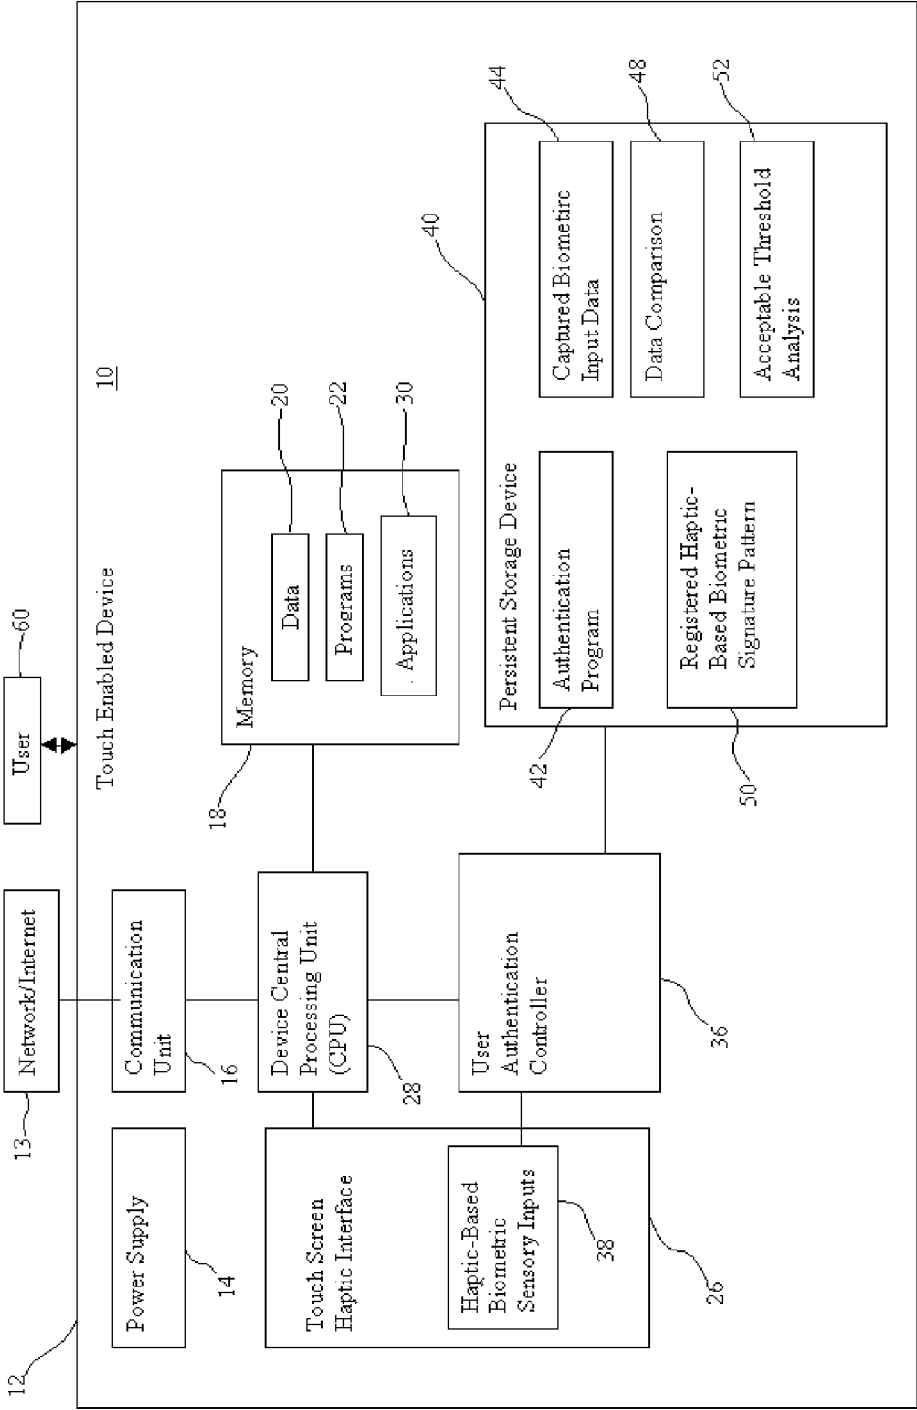 12
13
Network/Internet
User
60
Touch Enabled Device
10
Power Supply
14
Communication
Unit
16
Touch Screen
Haptic Interface
Haptic-Based
Biometric
Sensory Inputs
38
26
Device Central
Processing Unit
(CPU)
28
User
Authentication
Controller
36
18
Memory
Data
20
Programs
22
. Applications
30
40
Persistent Storage Device
Authentication
Program
42
Registered Haptic-
Based Biometric
Signature Pattern
50
Captured Biometirc
Input Data
44
Data Comparison
48
Acceptable Threshold
Analysis
52